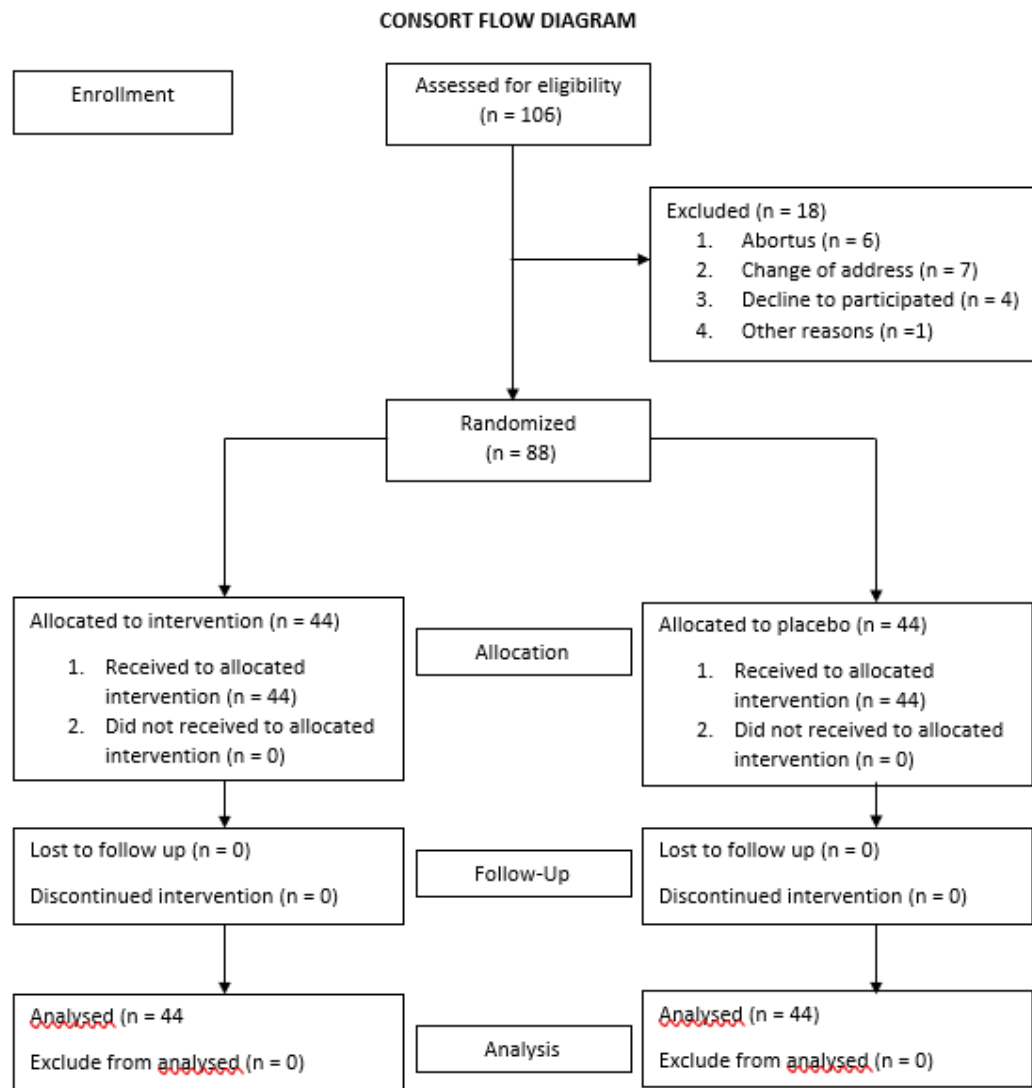 CONSORT FLOW DIAGRAM
Enrollment
Assessed for eligibility
(n = 106)
Excluded (n = 18)
1. Abortus (n = 6)
2. Change of address (n = 7)
3. Decline to participated (n = 4)
4. Other reasons (n =1)
Randomized
(n = 88)
Allocated to intervention (n = 44)
1. Received to allocated
intervention (n = 44)
2. Did not received to allocated
intervention (n = 0)
Allocation
Allocated to placebo (n = 44)
1. Received to allocated
intervention (n = 44)
2. Did not received to allocated
intervention (n = 0)
Lost to follow up (n = 0)
Discontinued intervention (n = 0)
Follow-Up
Lost to follow up (n = 0)
Discontinued intervention (n = 0)
Analysed (n = 44
Exclude from analysed (n = 0)
Analysis
Analysed (n = 44)
Exclude from analysed (n = 0)